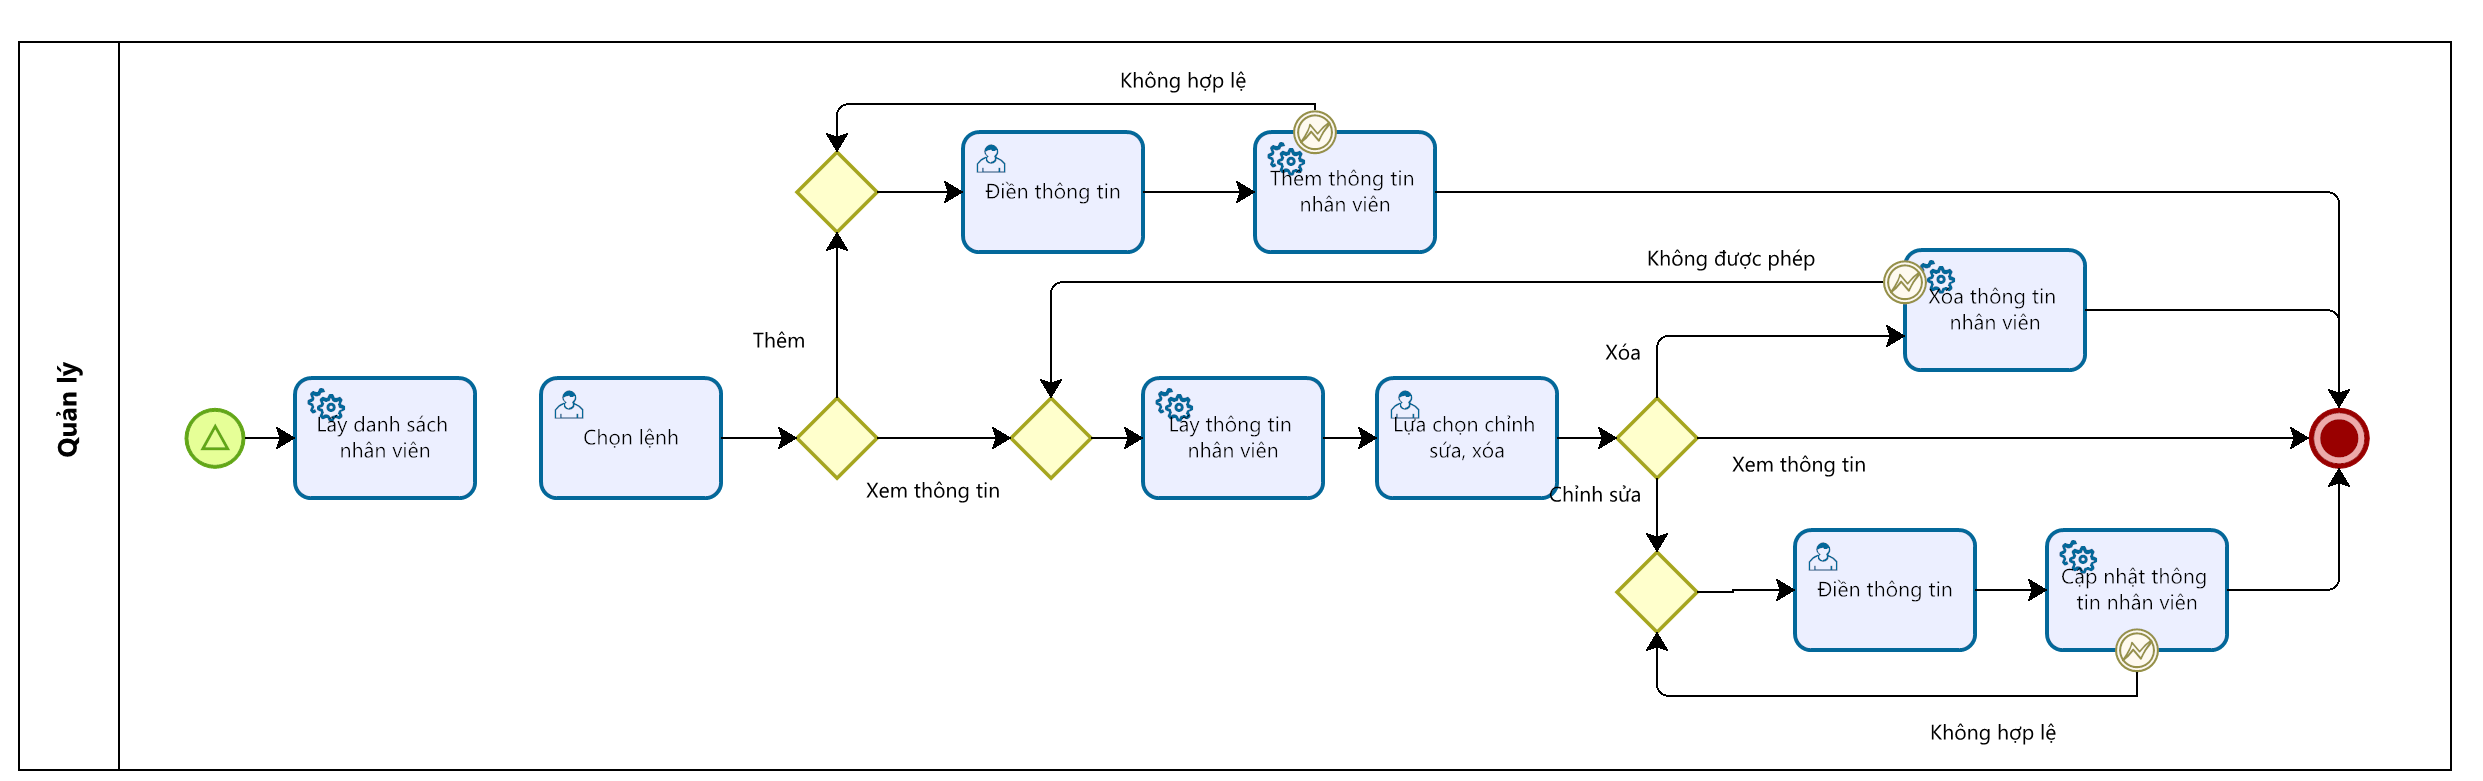 Không hợp lệ
Điền thông tin
Thêm thông tin
nhân viên
Không được phép
Xóa thông tin
nhân viên
Thêm
Xóa
Quản lý
Lấy danh sách
nhân viên
Chọn lệnh
Lấy thông tin
nhân viên
Lựa chọn chỉnh
sứa, xóa
Xem thông tin
Xem thông tin
Chỉnh sửa
Điền thông tin
Cập nhật thông
tin nhân viên
Không hợp lệ